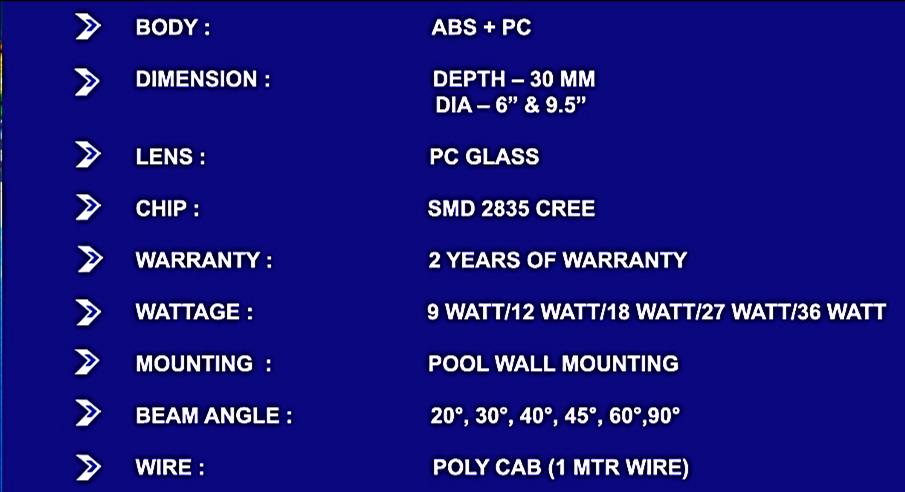 BODY : ABS + PC
DIMENSION : DEPTH – 30 MM
DIA – 6” & 9.5”
LENS : PC GLASS
CHIP : SMD 2835 CREE
WARRANTY : 2 YEARS OF WARRANTY
WATTAGE : 9 WATT/12 WATT/18 WATT/27 WATT/36 WATT
MOUNTING : POOL WALL MOUNTING
BEAM ANGLE : 20°, 30°, 40°, 45°, 60°,90°
WIRE : POLY CAB (1 MTR WIRE)